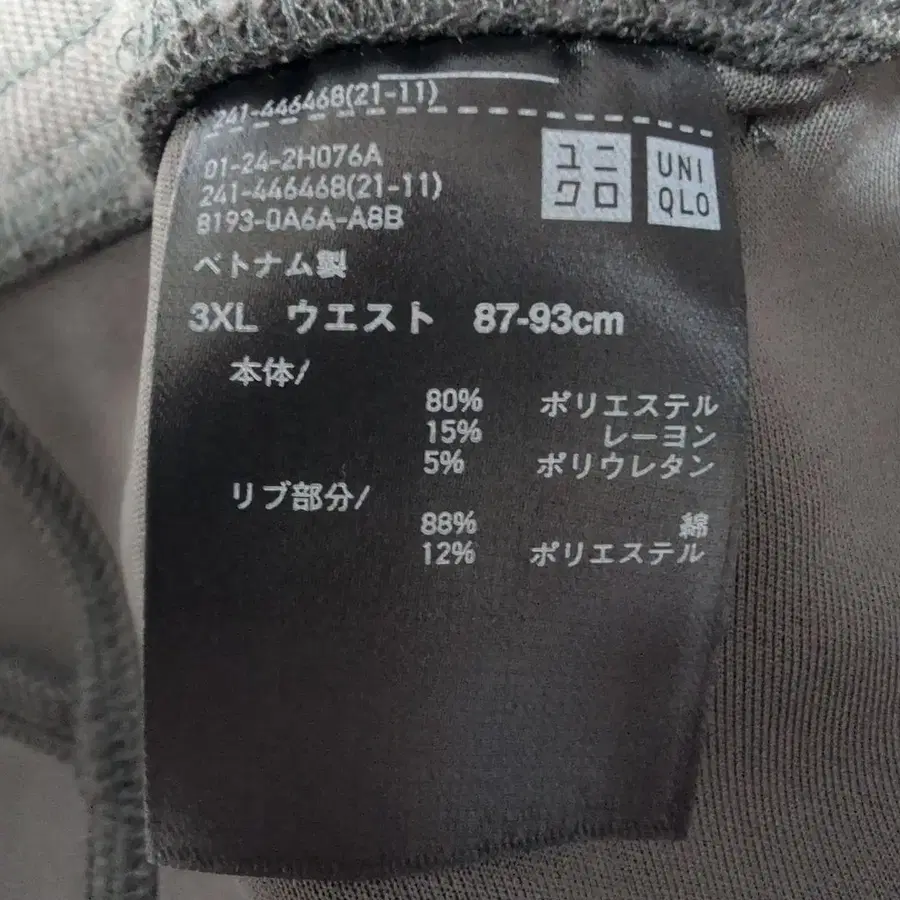 241-446468(21-11)
ユニ
クロ
UNI
QLO
01-24-2H076A
241-446468(21-11)
8193-0A6A-A8B
ベトナム製
3XL ウエスト 87-93cm
本体/
80% ポリエステル
15% レーヨン
5% ポリウレタン
リブ部分/
88% 綿
12% ポリエステル